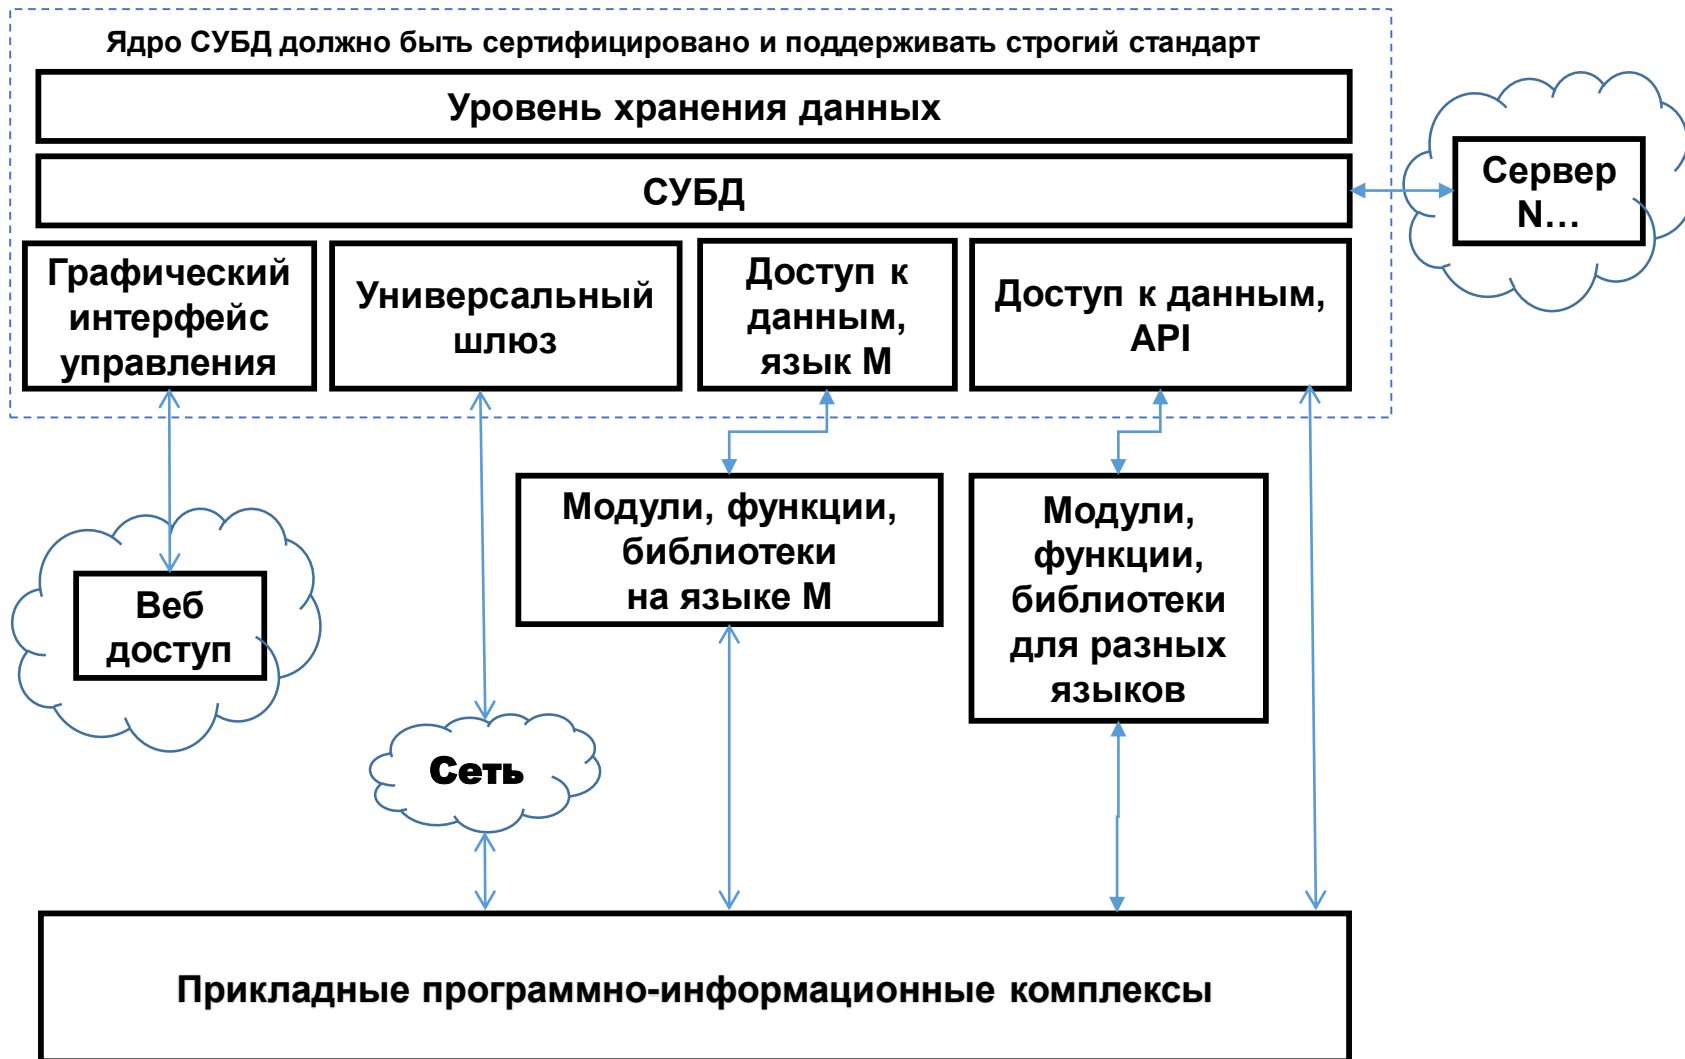 Ядро СУБД должно быть сертифицировано и поддерживать строгий стандарт
Уровень хранения данных
СУБД
Сервер
N...
Графический
интерфейс
управления
Универсальный
шлюз
Доступ к
данным,
язык М
Доступ к данным,
API
Модули, функции,
библиотеки
на языке М
Модули,
функции,
библиотеки
для разных
языков
Веб
доступ
Сеть
Прикладные программно-информационные комплексы